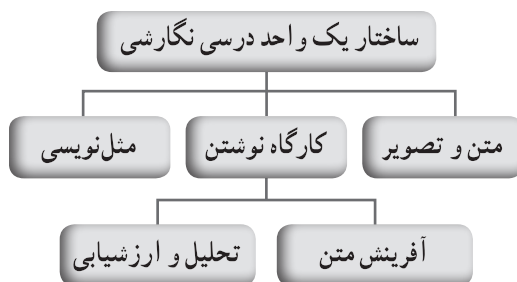 ساختار یک واحد درسی نگارشی
متن و تصویر
کارگاه نوشتن
مثل‌نویسی
آفرینش متن
تحلیل و ارزشیابی